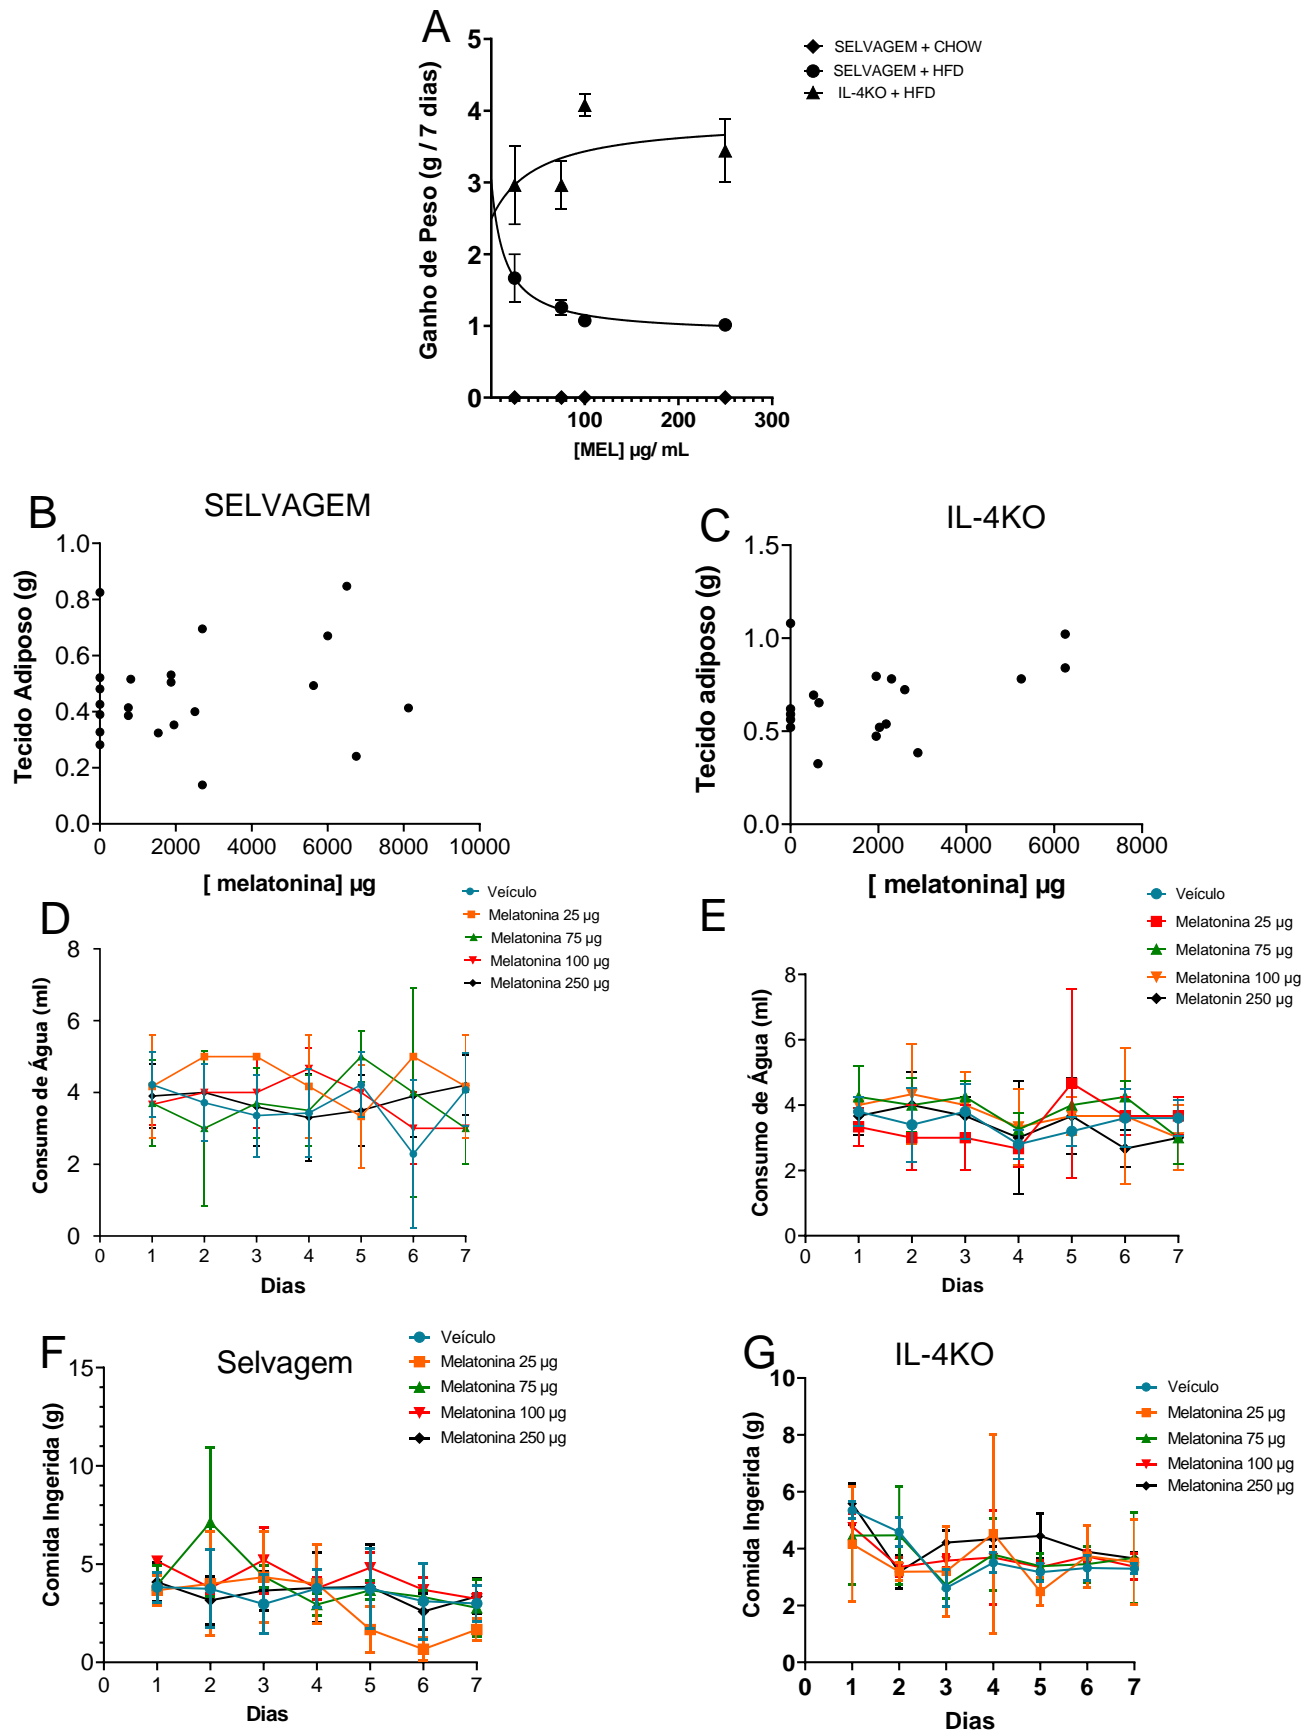 A
5
4
3
2
1
0
100
200
300
Ganho de Peso (g / 7 dias)
[MEL] µg/ mL
SELVAGEM + CHOW
SELVAGEM + HFD
IL-4KO + HFD
B
SELVAGEM
1.0
0.8
0.6
0.4
0.2
0.0
0
2000
4000
6000
8000
10000
Tecido Adiposo (g)
[ melatonina] µg
C
IL-4KO
1.5
1.0
0.5
0.0
0
2000
4000
6000
8000
Tecido adiposo (g)
[ melatonina] µg
D
Veículo
Melatonina 25 µg
Melatonina 75 µg
Melatonina 100 µg
Melatonina 250 µg
8
6
4
2
0
0
1
2
3
4
5
6
7
Consumo de Água (ml)
Dias
E
Veículo
Melatonina 25 µg
Melatonina 75 µg
Melatonina 100 µg
Melatonin 250 µg
8
6
4
2
0
0
1
2
3
4
5
6
7
Consumo de Água (ml)
Dias
F
Selvagem
Veículo
Melatonina 25 µg
Melatonina 75 µg
Melatonina 100 µg
Melatonina 250 µg
15
10
5
0
0
1
2
3
4
5
6
7
Comida Ingerida (g)
Dias
G
IL-4KO
Veículo
Melatonina 25 µg
Melatonina 75 µg
Melatonina 100 µg
Melatonina 250 µg
10
8
6
4
2
0
0
1
2
3
4
5
6
7
Comida Ingerida (g)
Dias